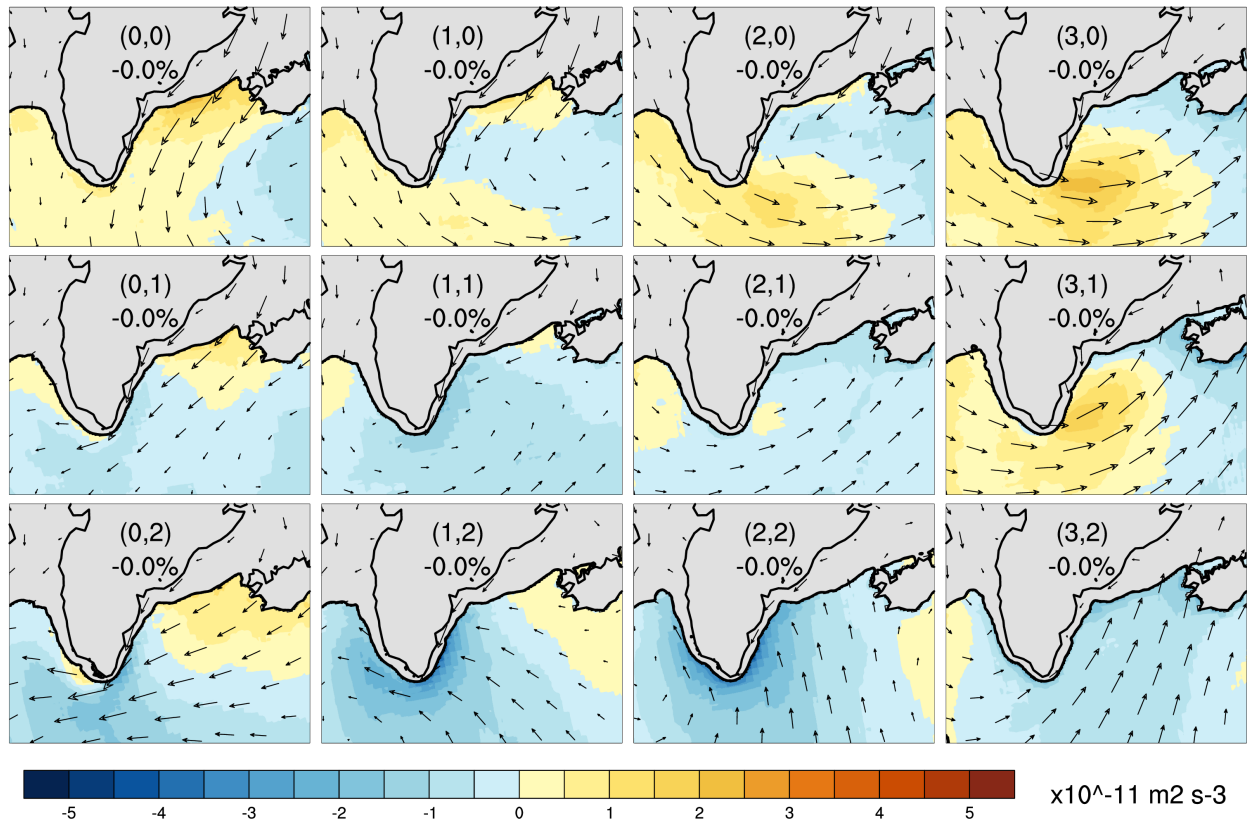 (0,0) (1,0) (2,0) (3,0)
-0.0% -0.0% -0.0% -0.0%
(0,1) (1,1) (2,1) (3,1)
-0.0% -0.0% -0.0% -0.0%
(0,2) (1,2) (2,2) (3,2)
-0.0% -0.0% -0.0% -0.0%
-5 -4 -3 -2 -1 0 1 2 3 4 5 x10^-11 m2 s-3